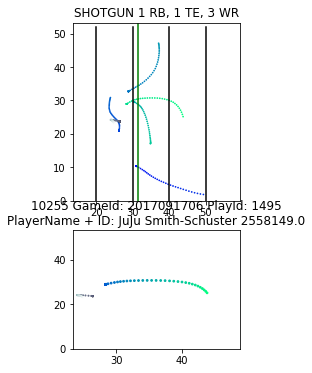 SHOTGUN 1 RB, 1 TE, 3 WR
50
40
30
20
10
0
20 30 40 50
10255 GameId: 2017091706 PlayId: 1495
PlayerName + ID: JuJu Smith-Schuster 2558149.0
40
20
0
30 40